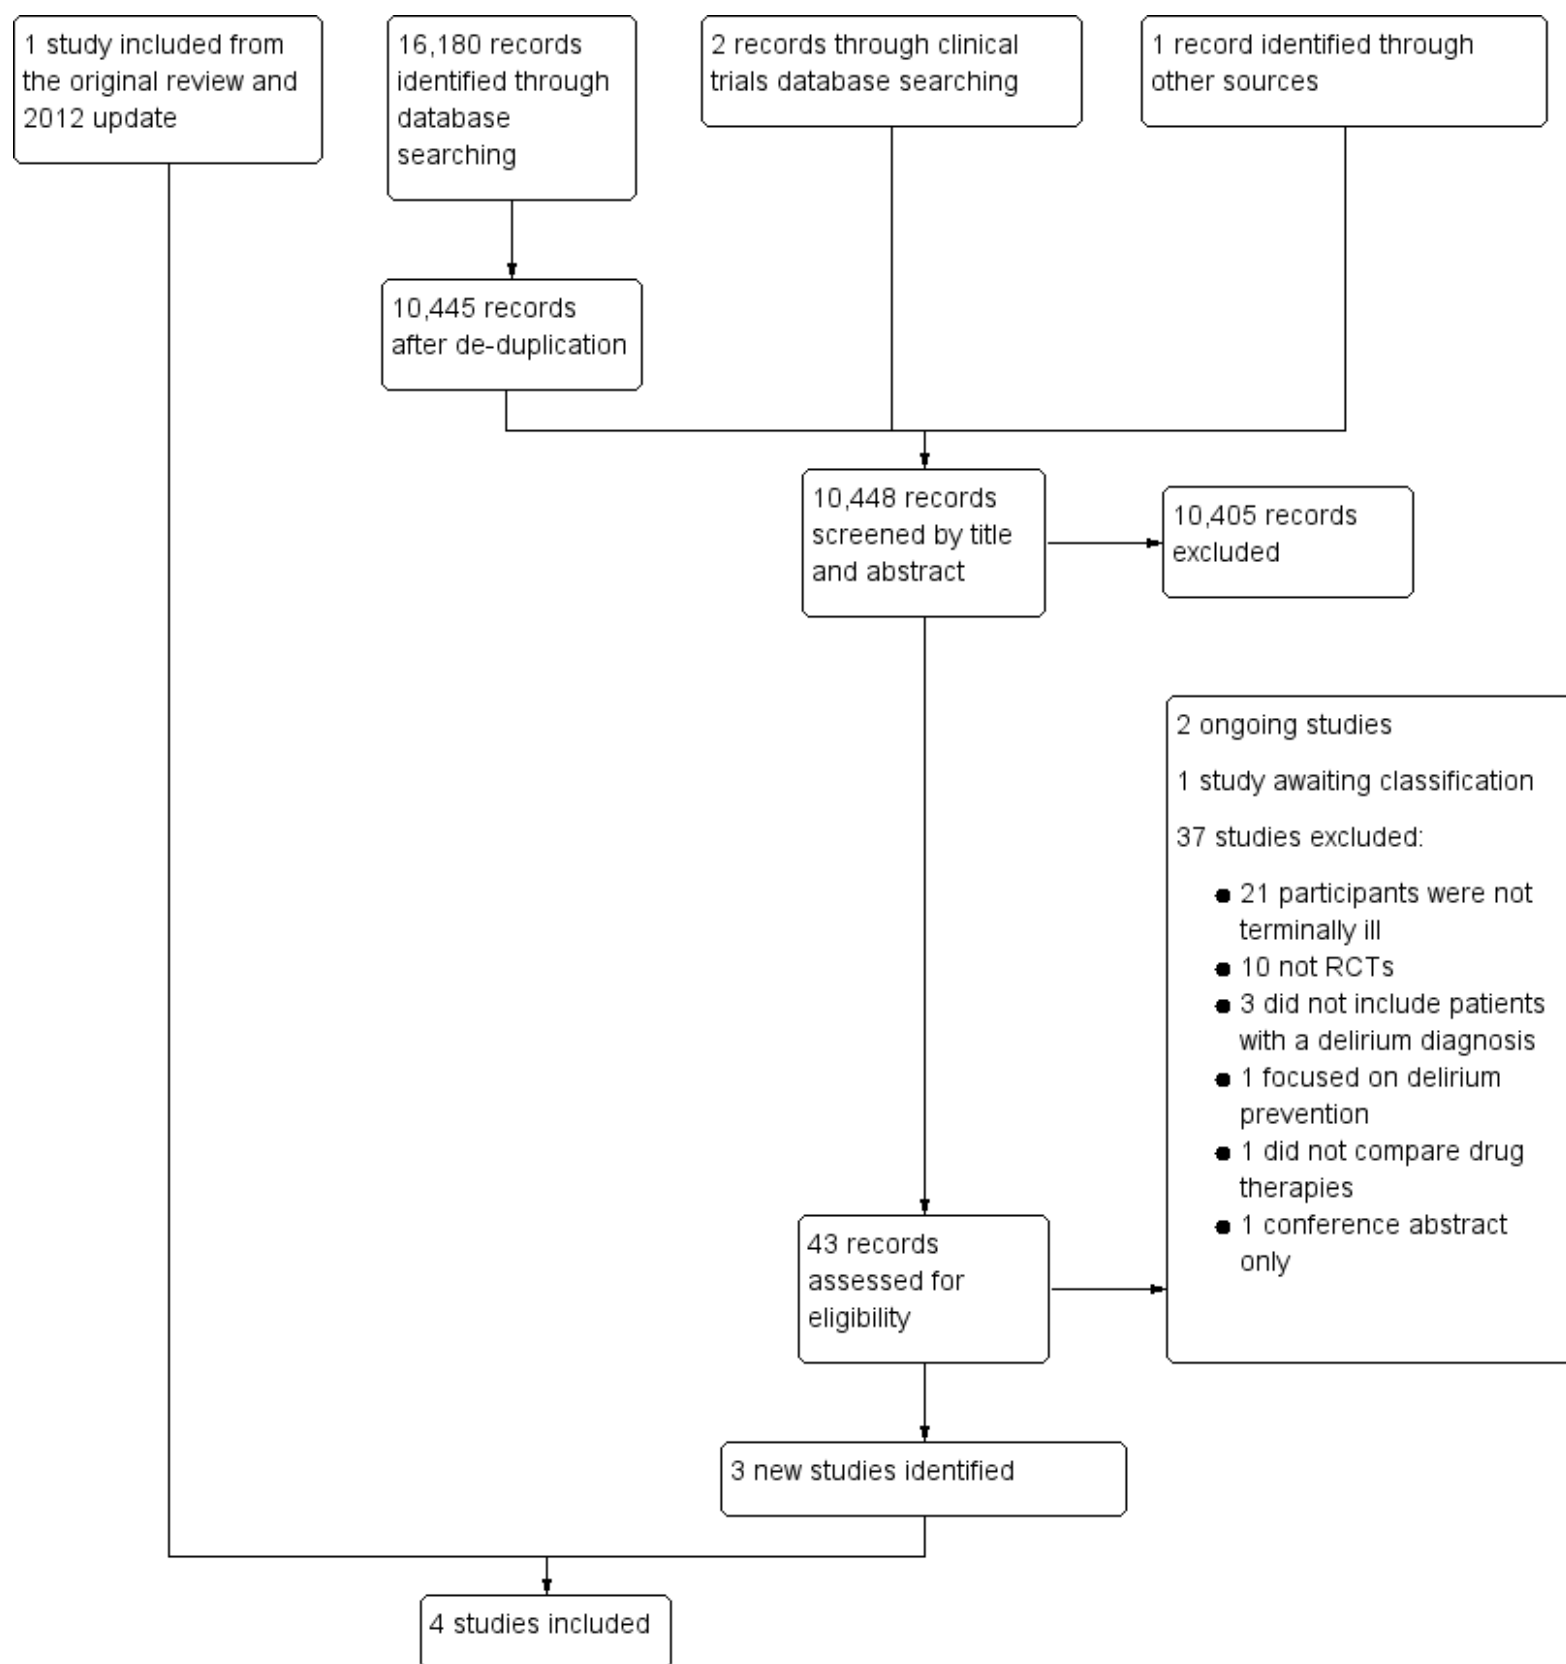 1 study included from
the original review and
2012 update
16,180 records
identified through
database
searching
2 records through clinical
trials database searching
1 record identified through
other sources
10,445 records
after de-duplication
10,448 records
screened by title
and abstract
10,405 records
excluded
2 ongoing studies
1 study awaiting classification
37 studies excluded:
● 21 participants were not
terminally ill
● 10 not RCTs
● 3 did not include patients
with a delirium diagnosis
● 1 focused on delirium
prevention
● 1 did not compare drug
therapies
● 1 conference abstract
only
43 records
assessed for
eligibility
3 new studies identified
4 studies included